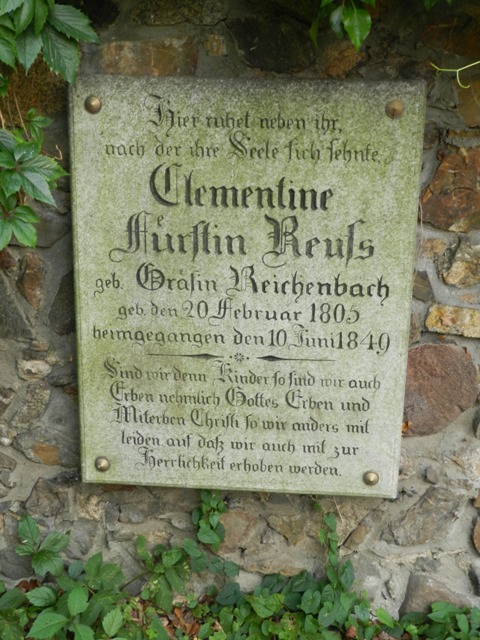 Hier ruhet neben ihr,
nach der ihre Seele sich sehnte,
Clementine
Fürstin Reuſs
geb. Gräfin Reichenbach
geb. den 20. Februar 1805
heimgegangen den 10. Juni 1849.
Sind wir denn Kinder so sind wir auch
Erben nehmlich Gottes Erben und
Miterben Christi so wir anders mit
leiden auf daß wir auch mit zur
Herrlichkeit erhoben werden.